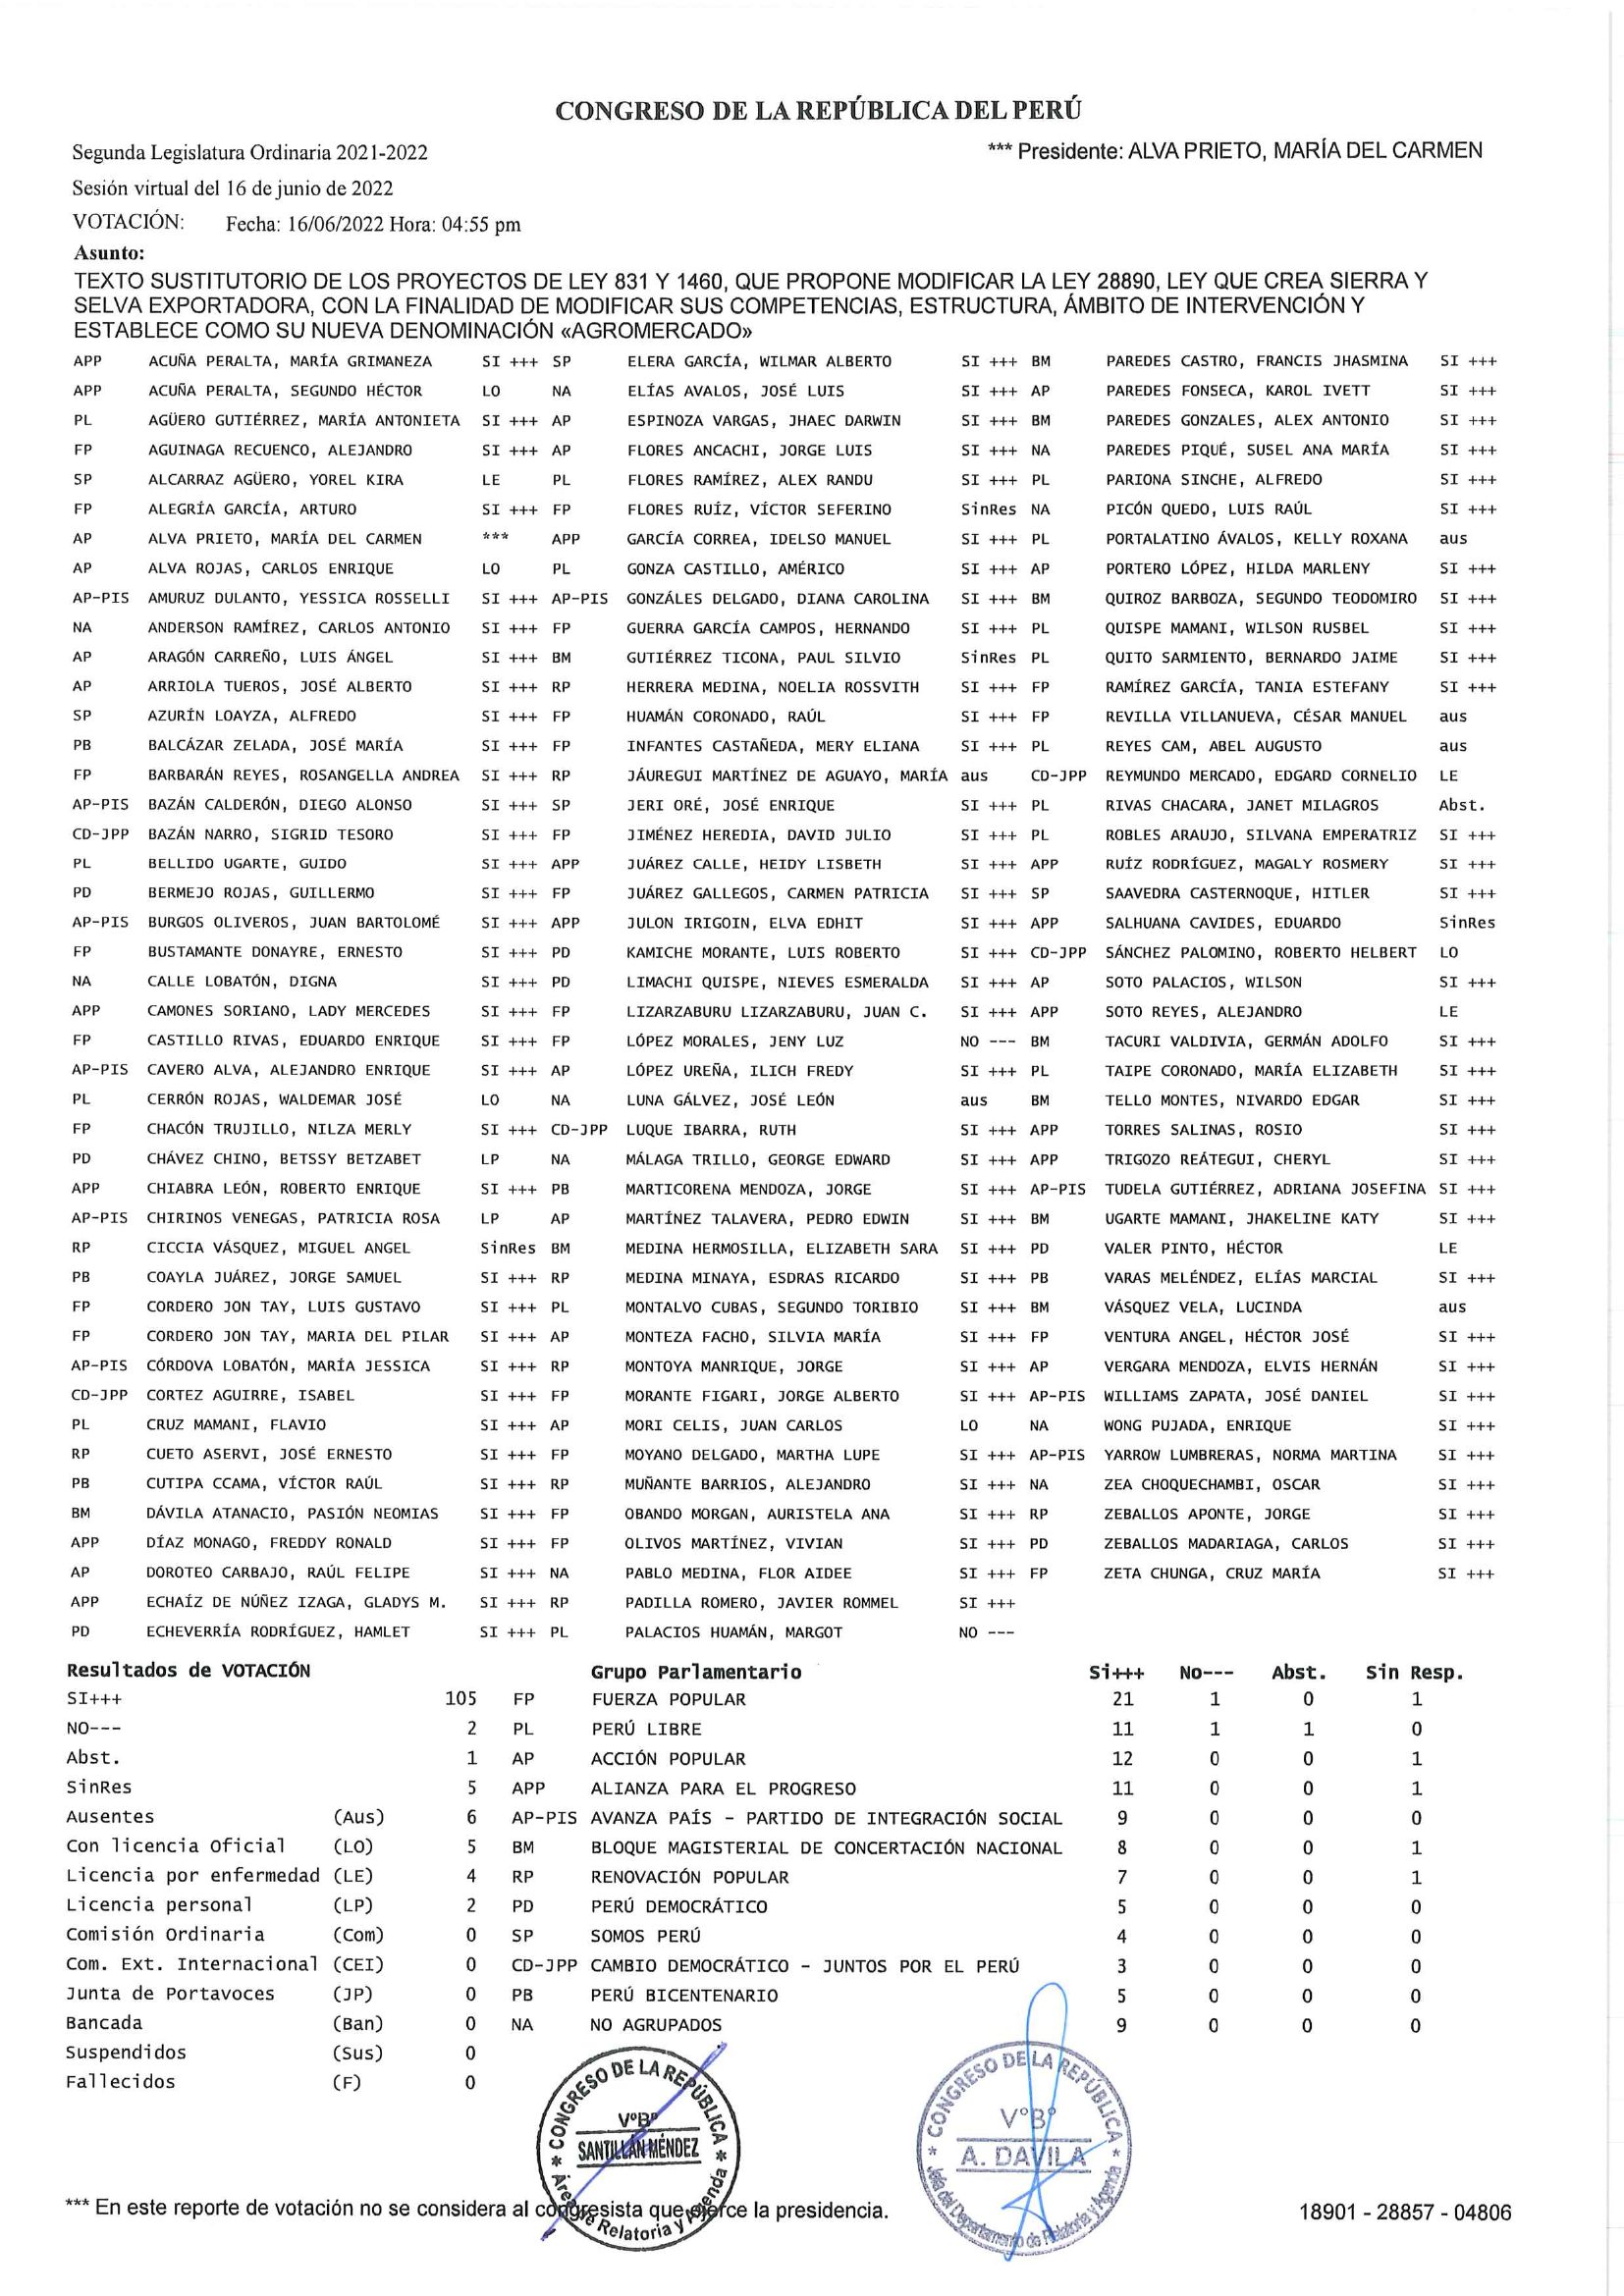 CONGRESO DE LA REPÚBLICA DEL PERÚ
Segunda Legislatura Ordinaria 2021-2022 *** Presidente: ALVA PRIETO, MARÍA DEL CARMEN
Sesión virtual del 16 de junio de 2022
VOTACIÓN: Fecha: 16/06/2022 Hora: 04:55 pm
Asunto:
TEXTO SUSTITUTORIO DE LOS PROYECTOS DE LEY 831 Y 1460, QUE PROPONE MODIFICAR LA LEY 28890, LEY QUE CREA SIERRA Y
SELVA EXPORTADORA, CON LA FINALIDAD DE MODIFICAR SUS COMPETENCIAS, ESTRUCTURA, ÁMBITO DE INTERVENCIÓN Y
ESTABLECE COMO SU NUEVA DENOMINACIÓN «AGROMERCADO»
APP ACUÑA PERALTA, MARÍA GRIMANEZA SI +++ SP ELERA GARCÍA, WILMAR ALBERTO SI +++ BM PAREDES CASTRO, FRANCIS JHASMINA SI +++
APP ACUÑA PERALTA, SEGUNDO HÉCTOR LO NA ELÍAS AVALOS, JOSÉ LUIS SI +++ AP PAREDES FONSECA, KAROL IVETT SI +++
PL AGÜERO GUTIÉRREZ, MARÍA ANTONIETA SI +++ AP ESPINOZA VARGAS, JHAEC DARWIN SI +++ BM PAREDES GONZALES, ALEX ANTONIO SI +++
FP AGUINAGA RECUENCO, ALEJANDRO SI +++ AP FLORES ANCACHI, JORGE LUIS SI +++ NA PAREDES PIQUÉ, SUSEL ANA MARÍA SI +++
SP ALCARRAZ AGÜERO, YOREL KIRA LE PL FLORES RAMÍREZ, ALEX RANDU SI +++ PL PARIONA SINCHE, ALFREDO SI +++
FP ALEGRÍA GARCÍA, ARTURO SI +++ FP FLORES RUÍZ, VÍCTOR SEFERINO SinRes NA PICÓN QUEDO, LUIS RAÚL SI +++
AP ALVA PRIETO, MARÍA DEL CARMEN *** APP GARCÍA CORREA, IDELSO MANUEL SI +++ PL PORTALATINO ÁVALOS, KELLY ROXANA aus
AP ALVA ROJAS, CARLOS ENRIQUE LO PL GONZA CASTILLO, AMÉRICO SI +++ AP PORTERO LÓPEZ, HILDA MARLENY SI +++
AP-PIS AMURUZ DULANTO, YESSICA ROSSELLI SI +++ AP-PIS GONZÁLES DELGADO, DIANA CAROLINA SI +++ BM QUIROZ BARBOZA, SEGUNDO TEODOMIRO SI +++
NA ANDERSON RAMÍREZ, CARLOS ANTONIO SI +++ FP GUERRA GARCÍA CAMPOS, HERNANDO SI +++ PL QUISPE MAMANI, WILSON RUSBEL SI +++
AP ARAGÓN CARREÑO, LUIS ÁNGEL SI +++ BM GUTIÉRREZ TICONA, PAUL SILVIO SinRes PL QUITO SARMIENTO, BERNARDO JAIME SI +++
AP ARRIOLA TUEROS, JOSÉ ALBERTO SI +++ RP HERRERA MEDINA, NOELIA ROSSVITH SI +++ FP RAMÍREZ GARCÍA, TANIA ESTEFANY SI +++
SP AZURÍN LOAYZA, ALFREDO SI +++ FP HUAMÁN CORONADO, RAÚL SI +++ FP REVILLA VILLANUEVA, CÉSAR MANUEL aus
PB BALCÁZAR ZELADA, JOSÉ MARÍA SI +++ FP INFANTES CASTAÑEDA, MERY ELIANA SI +++ PL REYES CAM, ABEL AUGUSTO aus
FP BARBARÁN REYES, ROSANGELLA ANDREA SI +++ RP JÁUREGUI MARTÍNEZ DE AGUAYO, MARÍA aus CD-JPP REYMUNDO MERCADO, EDGARD CORNELIO LE
AP-PIS BAZÁN CALDERÓN, DIEGO ALONSO SI +++ SP JERI ORÉ, JOSÉ ENRIQUE SI +++ PL RIVAS CHACARA, JANET MILAGROS Abst.
CD-JPP BAZÁN NARRO, SIGRID TESORO SI +++ FP JIMÉNEZ HEREDIA, DAVID JULIO SI +++ PL ROBLES ARAUJO, SILVANA EMPERATRIZ SI +++
PL BELLIDO UGARTE, GUIDO SI +++ APP JUÁREZ CALLE, HEIDY LISBETH SI +++ APP RUÍZ RODRÍGUEZ, MAGALY ROSMERY SI +++
PD BERMEJO ROJAS, GUILLERMO SI +++ FP JUÁREZ GALLEGOS, CARMEN PATRICIA SI +++ SP SAAVEDRA CASTERNOQUE, HITLER SI +++
AP-PIS BURGOS OLIVEROS, JUAN BARTOLOMÉ SI +++ APP JULON IRIGOIN, ELVA EDHIT SI +++ APP SALHUANA CAVIDES, EDUARDO SinRes
FP BUSTAMANTE DONAYRE, ERNESTO SI +++ PD KAMICHE MORANTE, LUIS ROBERTO SI +++ CD-JPP SÁNCHEZ PALOMINO, ROBERTO HELBERT LO
NA CALLE LOBATÓN, DIGNA SI +++ PD LIMACHI QUISPE, NIEVES ESMERALDA SI +++ AP SOTO PALACIOS, WILSON SI +++
APP CAMONES SORIANO, LADY MERCEDES SI +++ FP LIZARZABURU LIZARZABURU, JUAN C. SI +++ APP SOTO REYES, ALEJANDRO LE
FP CASTILLO RIVAS, EDUARDO ENRIQUE SI +++ FP LÓPEZ MORALES, JENY LUZ NO --- BM TACURI VALDIVIA, GERMÁN ADOLFO SI +++
AP-PIS CAVERO ALVA, ALEJANDRO ENRIQUE SI +++ AP LÓPEZ UREÑA, ILICH FREDY SI +++ PL TAIPE CORONADO, MARÍA ELIZABETH SI +++
PL CERRÓN ROJAS, WALDEMAR JOSÉ LO NA LUNA GÁLVEZ, JOSÉ LEÓN aus BM TELLO MONTES, NIVARDO EDGAR SI +++
FP CHACÓN TRUJILLO, NILZA MERLY SI +++ CD-JPP LUQUE IBARRA, RUTH SI +++ APP TORRES SALINAS, ROSIO SI +++
PD CHÁVEZ CHINO, BETSSY BETZABET LP NA MÁLAGA TRILLO, GEORGE EDWARD SI +++ APP TRIGOZO REÁTEGUI, CHERYL SI +++
APP CHIABRA LEÓN, ROBERTO ENRIQUE SI +++ PB MARTICORENA MENDOZA, JORGE SI +++ AP-PIS TUDELA GUTIÉRREZ, ADRIANA JOSEFINA SI +++
AP-PIS CHIRINOS VENEGAS, PATRICIA ROSA LP AP MARTÍNEZ TALAVERA, PEDRO EDWIN SI +++ BM UGARTE MAMANI, JHAKELINE KATY SI +++
RP CICCIA VÁSQUEZ, MIGUEL ANGEL SinRes BM MEDINA HERMOSILLA, ELIZABETH SARA SI +++ PD VALER PINTO, HÉCTOR LE
PB COAYLA JUÁREZ, JORGE SAMUEL SI +++ RP MEDINA MINAYA, ESDRAS RICARDO SI +++ PB VARAS MELÉNDEZ, ELÍAS MARCIAL SI +++
FP CORDERO JON TAY, LUIS GUSTAVO SI +++ PL MONTALVO CUBAS, SEGUNDO TORIBIO SI +++ BM VÁSQUEZ VELA, LUCINDA aus
FP CORDERO JON TAY, MARIA DEL PILAR SI +++ AP MONTEZA FACHO, SILVIA MARÍA SI +++ FP VENTURA ANGEL, HÉCTOR JOSÉ SI +++
AP-PIS CÓRDOVA LOBATÓN, MARÍA JESSICA SI +++ RP MONTOYA MANRIQUE, JORGE SI +++ AP VERGARA MENDOZA, ELVIS HERNÁN SI +++
CD-JPP CORTEZ AGUIRRE, ISABEL SI +++ FP MORANTE FIGARI, JORGE ALBERTO SI +++ AP-PIS WILLIAMS ZAPATA, JOSÉ DANIEL SI +++
PL CRUZ MAMANI, FLAVIO SI +++ AP MORI CELIS, JUAN CARLOS LO NA WONG PUJADA, ENRIQUE SI +++
RP CUETO ASERVI, JOSÉ ERNESTO SI +++ FP MOYANO DELGADO, MARTHA LUPE SI +++ AP-PIS YARROW LUMBRERAS, NORMA MARTINA SI +++
PB CUTIPA CCAMA, VÍCTOR RAÚL SI +++ RP MUÑANTE BARRIOS, ALEJANDRO SI +++ NA ZEA CHOQUECHAMBI, OSCAR SI +++
BM DÁVILA ATANACIO, PASIÓN NEOMIAS SI +++ FP OBANDO MORGAN, AURISTELA ANA SI +++ RP ZEBALLOS APONTE, JORGE SI +++
APP DÍAZ MONAGO, FREDDY RONALD SI +++ FP OLIVOS MARTÍNEZ, VIVIAN SI +++ PD ZEBALLOS MADARIAGA, CARLOS SI +++
AP DOROTEO CARBAJO, RAÚL FELIPE SI +++ NA PABLO MEDINA, FLOR AIDEE SI +++ FP ZETA CHUNGA, CRUZ MARÍA SI +++
APP ECHAÍZ DE NÚÑEZ IZAGA, GLADYS M. SI +++ RP PADILLA ROMERO, JAVIER ROMMEL SI +++
PD ECHEVERRÍA RODRÍGUEZ, HAMLET SI +++ PL PALACIOS HUAMÁN, MARGOT NO ---
Resultados de VOTACIÓN Grupo Parlamentario Si+++ No--- Abst. Sin Resp.
SI+++ 105 FP FUERZA POPULAR 21 1 0 1
NO--- 2 PL PERÚ LIBRE 11 1 1 0
Abst. 1 AP ACCIÓN POPULAR 12 0 0 1
SinRes 5 APP ALIANZA PARA EL PROGRESO 11 0 0 1
Ausentes (Aus) 6 AP-PIS AVANZA PAÍS - PARTIDO DE INTEGRACIÓN SOCIAL 9 0 0 0
Con licencia Oficial (LO) 5 BM BLOQUE MAGISTERIAL DE CONCERTACIÓN NACIONAL 8 0 0 1
Licencia por enfermedad (LE) 4 RP RENOVACIÓN POPULAR 7 0 0 1
Licencia personal (LP) 2 PD PERÚ DEMOCRÁTICO 5 0 0 0
Comisión Ordinaria (Com) 0 SP SOMOS PERÚ 4 0 0 0
Com. Ext. Internacional (CEI) 0 CD-JPP CAMBIO DEMOCRÁTICO - JUNTOS POR EL PERÚ 3 0 0 0
Junta de Portavoces (JP) 0 PB PERÚ BICENTENARIO 5 0 0 0
Bancada (Ban) 0 NA NO AGRUPADOS 9 0 0 0
Suspendidos (Sus) 0
Fallecidos (F) 0
* CONGRESO DE LA REPÚBLICA *
V°B°
SANTILLÁN MÉNDEZ
Área de Relatoría y Agenda
* CONGRESO DE LA REPÚBLICA *
V°B°
A. DAVILA
Jefa del Departamento de Relatoría y Agenda
*** En este reporte de votación no se considera al congresista que ejerce la presidencia. 18901 - 28857 - 04806